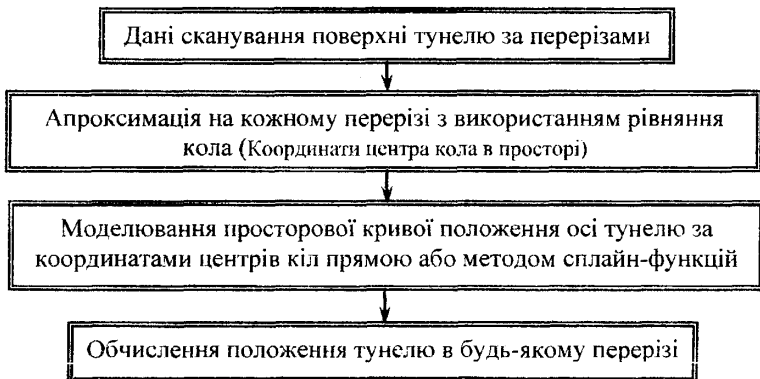 Дані сканування поверхні тунелю за перерізами
Апроксимація на кожному перерізі з використанням рівняння
кола (Координати центра кола в просторі)
Моделювання просторової кривої положення осі тунелю за
координатами центрів кіл прямою або методом сплайн-функцій
Обчислення положення тунелю в будь-якому перерізі